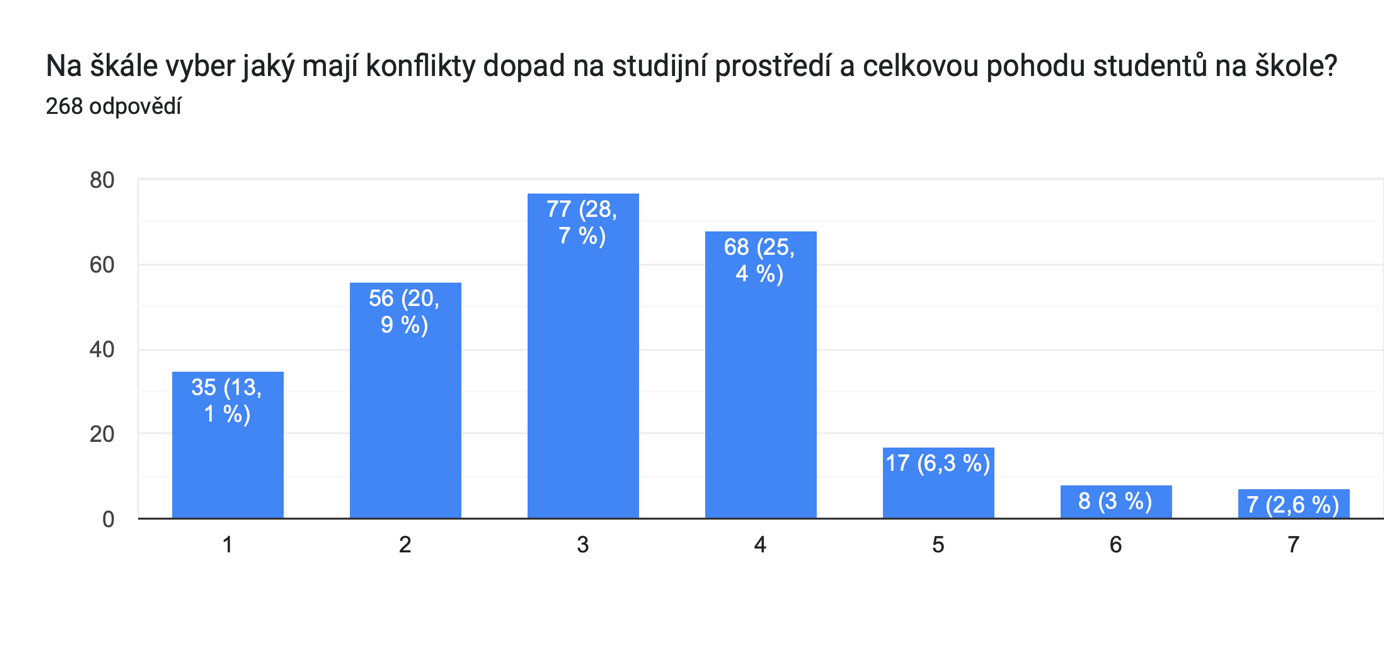 Na škále vyber jaký mají konflikty dopad na studijní prostředí a celkovou pohodu studentů na škole?
268 odpovědí
80
60
40
20
0
35 (13,
1 %)
56 (20,
9 %)
77 (28,
7 %)
68 (25,
4 %)
17 (6,3 %)
8 (3 %)
7 (2,6 %)
1 2 3 4 5 6 7